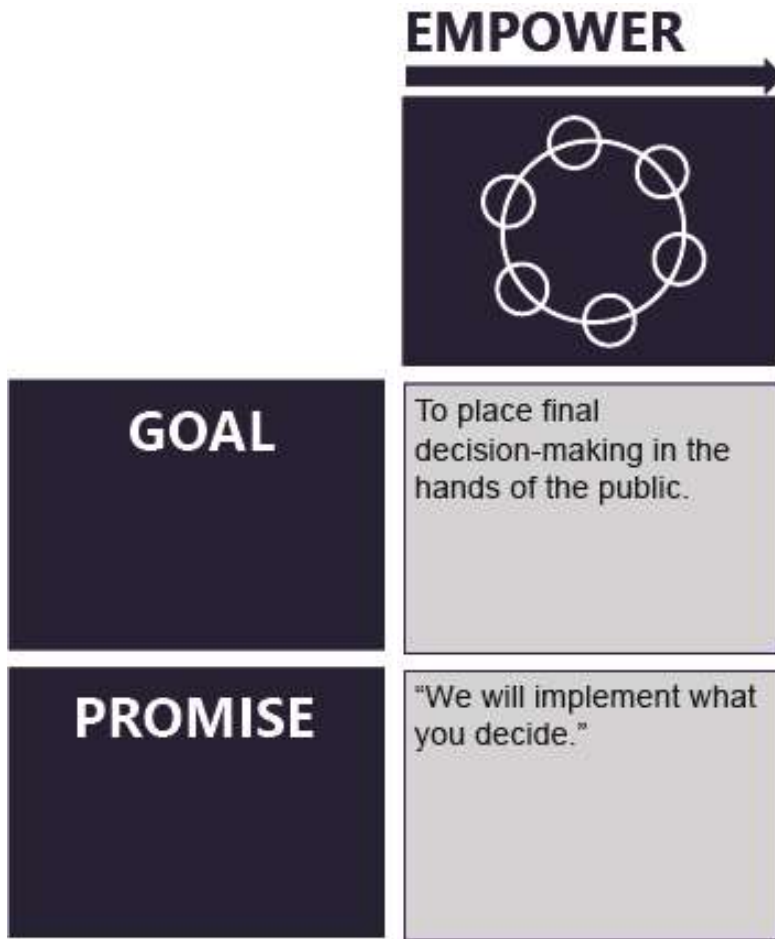 EMPOWER
GOAL
To place final
decision-making in the
hands of the public.
PROMISE
“We will implement what
you decide.”